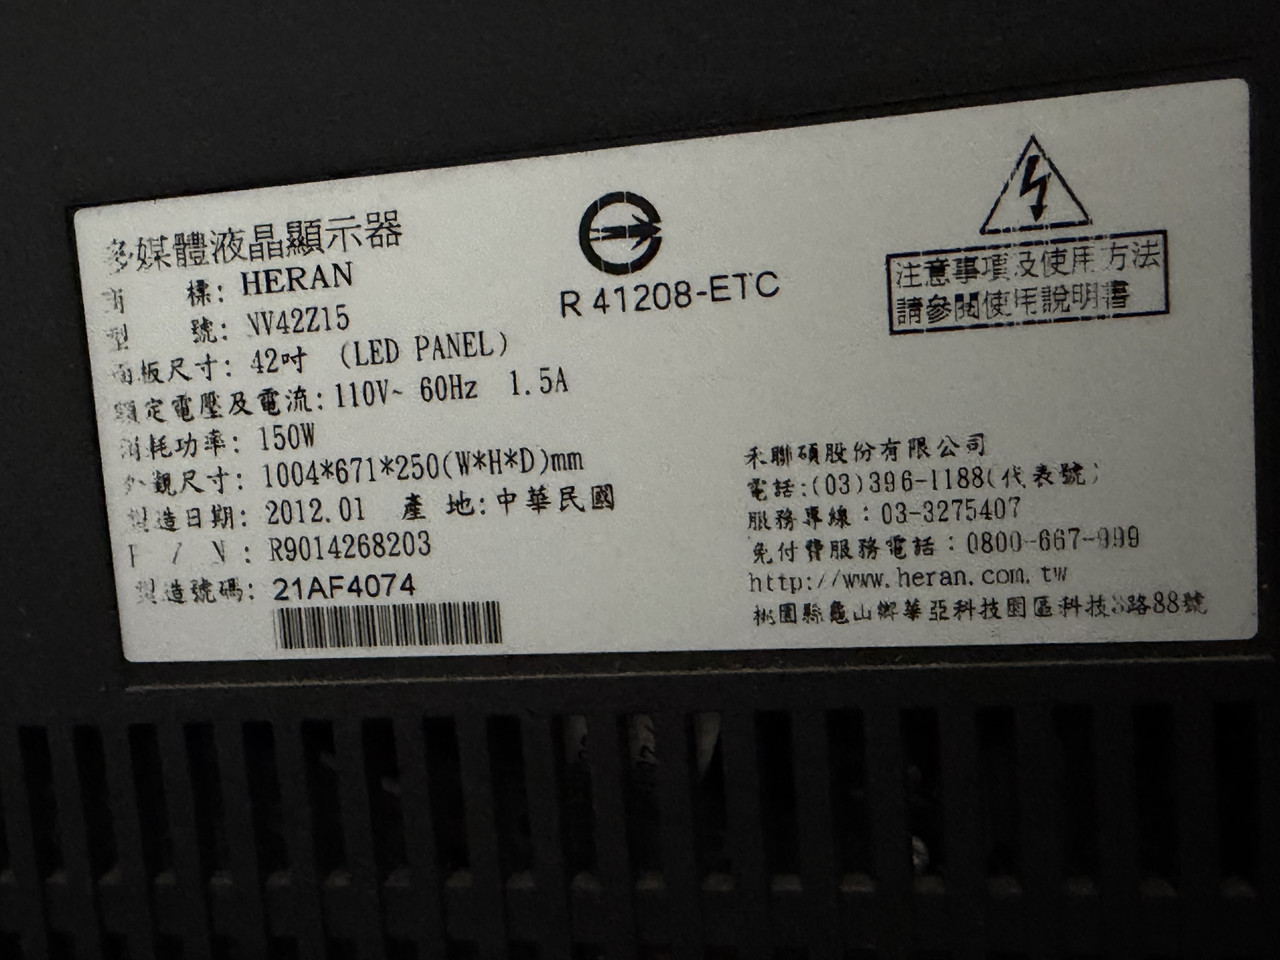 多媒體液晶顯示器
商 標: HERAN
型 號: NV42Z15
面板尺寸: 42吋 (LED PANEL)
額定電壓及電流: 110V~ 60Hz 1.5A
消耗功率: 150W
外觀尺寸: 1004*671*250(W*H*D)mm
製造日期: 2012.01 產 地: 中華民國
P / N : R9014268203
製造號碼: 21AF4074
R 41208-ETC
注意事項及使用方法
請參閱使用說明書
禾聯碩股份有限公司
電話:(03)396-1188(代表號)
服務專線：03-3275407
免付費服務電話：0800-667-999
http://www.heran.com.tw
桃園縣龜山鄉華亞科技園區科技 路88號